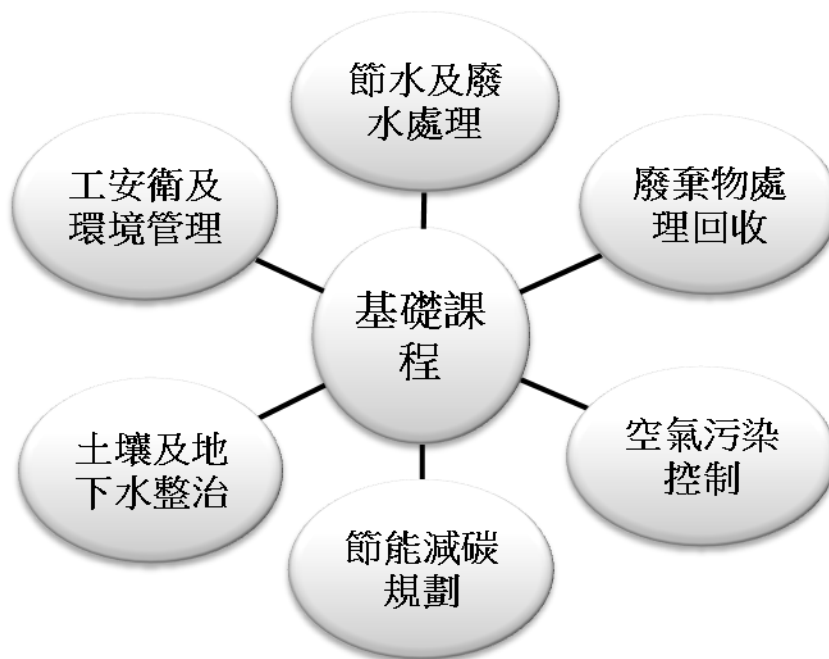 節水及廢
水處理
廢棄物處
理回收
空氣污染
控制
節能減碳
規劃
土壤及地
下水整治
工安衛及
環境管理
基礎課
程